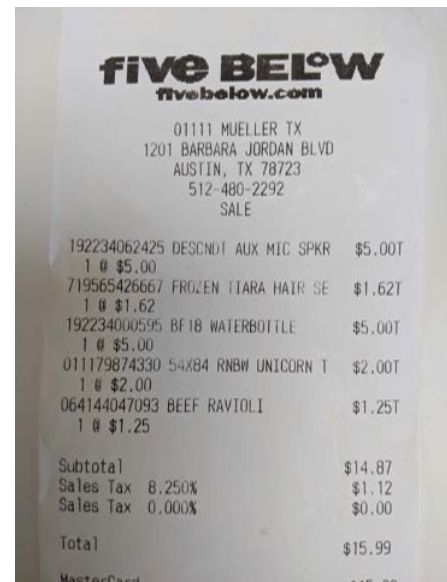 five BEL°W
fivebelow.com
01111 MUELLER TX
1201 BARBARA JORDAN BLVD
AUSTIN, TX 78723
512-480-2292
SALE
192234062425 DESCNDT AUX MIC SPKR $5.00T
1 @ $5.00
719565426667 FROZEN TIARA HAIR SE $1.62T
1 @ $1.62
192234000595 BF18 WATERBOTTLE $5.00T
1 @ $5.00
011179874330 54X84 RNBW UNICORN T $2.00T
1 @ $2.00
064144047093 BEEF RAVIOLI $1.25T
1 @ $1.25
Subtotal $14.87
Sales Tax 8.250% $1.12
Sales Tax 0.000% $0.00
Total $15.99
MasterCard